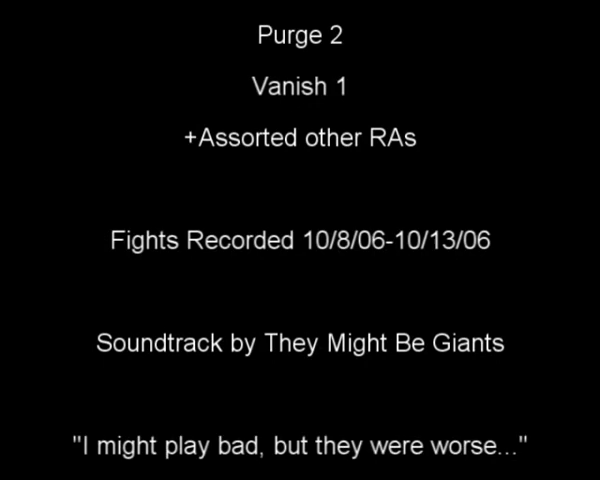 Purge 2
Vanish 1
+Assorted other RAs
Fights Recorded 10/8/06-10/13/06
Soundtrack by They Might Be Giants
"I might play bad, but they were worse..."